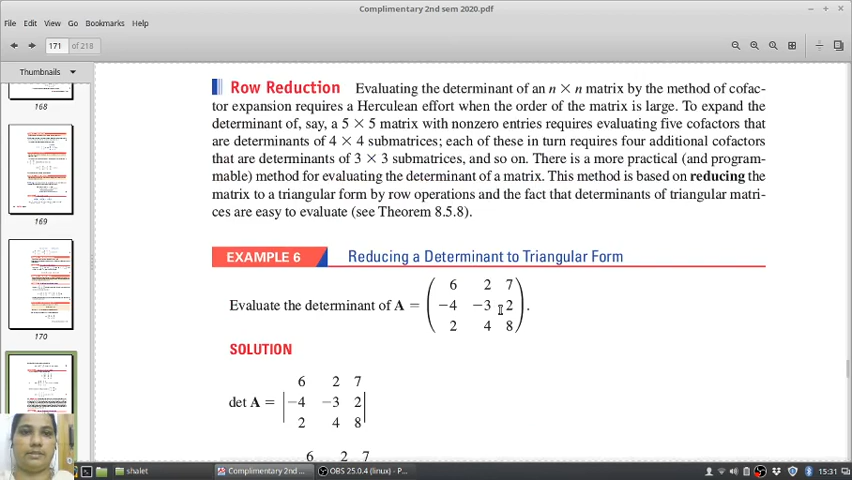 Complimentary 2nd sem 2020.pdf
File Edit View Go Bookmarks Help
171 of 218
Thumbnails
168
169
170
Row Reduction Evaluating the determinant of an n × n matrix by the method of cofac-
tor expansion requires a Herculean effort when the order of the matrix is large. To expand the
determinant of, say, a 5 × 5 matrix with nonzero entries requires evaluating five cofactors that
are determinants of 4 × 4 submatrices; each of these in turn requires four additional cofactors
that are determinants of 3 × 3 submatrices, and so on. There is a more practical (and program-
mable) method for evaluating the determinant of a matrix. This method is based on reducing the
matrix to a triangular form by row operations and the fact that determinants of triangular matri-
ces are easy to evaluate (see Theorem 8.5.8).
EXAMPLE 6 Reducing a Determinant to Triangular Form
6 2 7
Evaluate the determinant of A = ( −4 −3 2 ).
2 4 8
SOLUTION
6 2 7
det A = | −4 −3 2 |
2 4 8
6 2 7
shalet Complimentary 2nd ... OBS 25.0.4 (linux) - P... 15:31